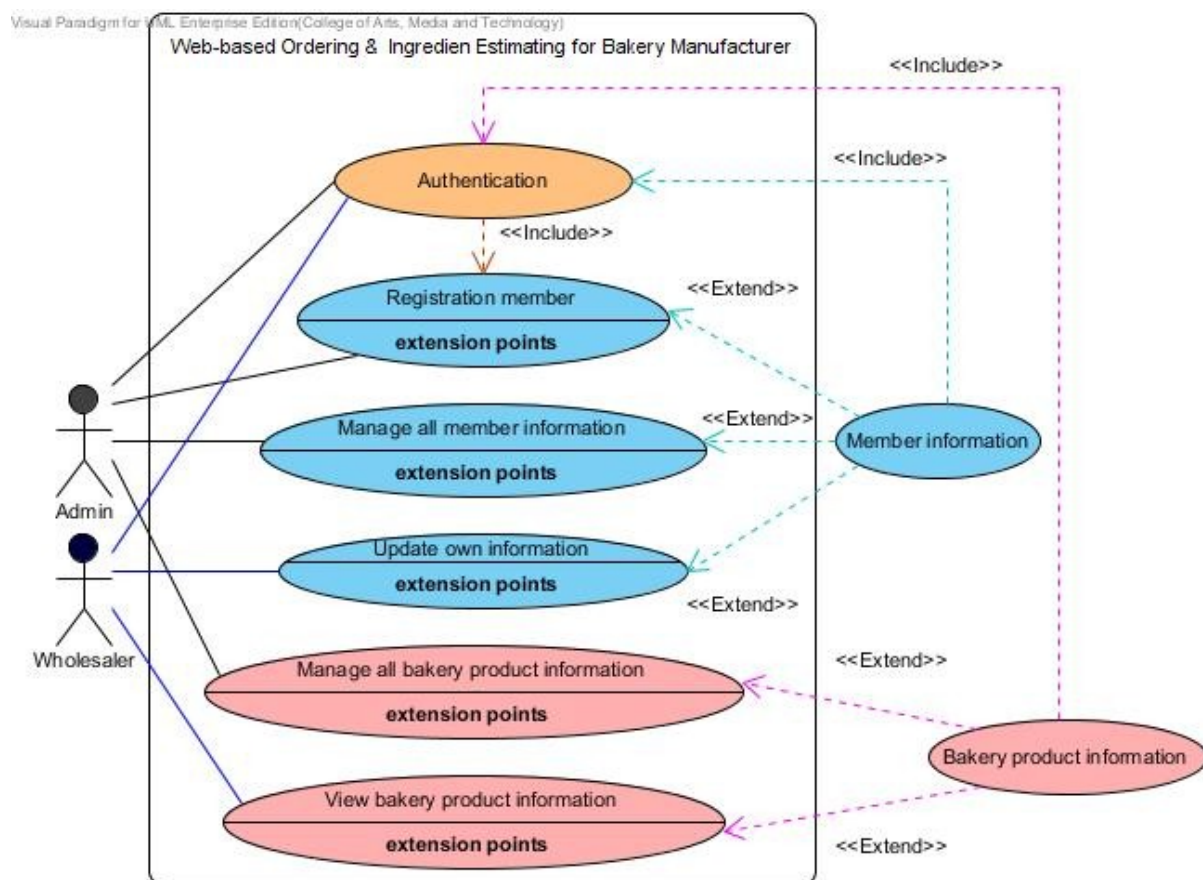 Visual Paradigm for UML Enterprise Edition(College of Arts, Media and Technology)
Web-based Ordering & Ingredien Estimating for Bakery Manufacturer
<<Include>>
Authentication
<<Include>>
<<Include>>
Registration member
extension points
<<Extend>>
Manage all member information
extension points
<<Extend>>
Member information
Admin
Update own information
extension points
<<Extend>>
Wholesaler
Manage all bakery product information
extension points
<<Extend>>
Bakery product information
View bakery product information
extension points
<<Extend>>